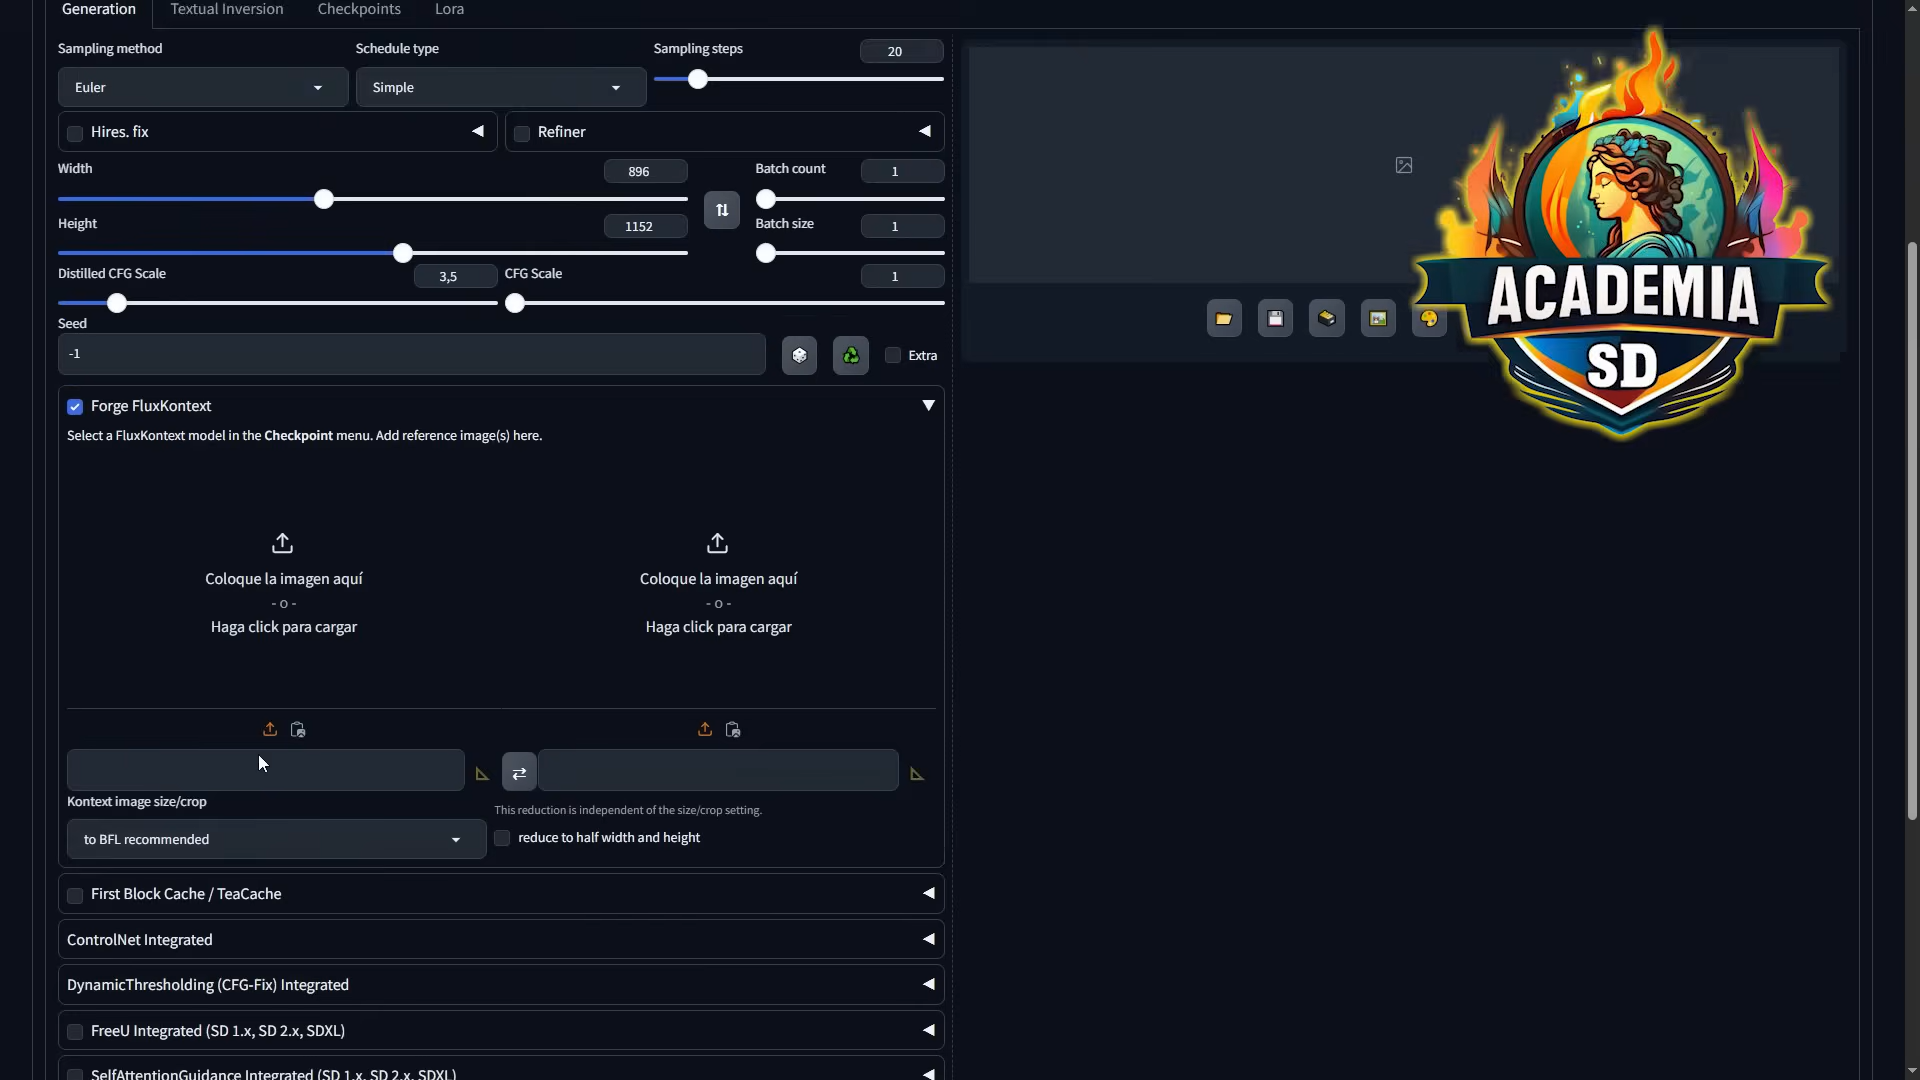 Generation
Textual Inversion
Checkpoints
Lora
Sampling method
Schedule type
Sampling steps
20
Euler
Simple
Hires. fix
Refiner
Width
896
Batch count
1
Height
1152
Batch size
1
Distilled CFG Scale
3,5
CFG Scale
1
Seed
-1
Extra
ACADEMIA
SD
Forge FluxKontext
Select a FluxKontext model in the Checkpoint menu. Add reference image(s) here.
Coloque la imagen aquí
- o -
Haga click para cargar
Coloque la imagen aquí
- o -
Haga click para cargar
Kontext image size/crop
to BFL recommended
This reduction is independent of the size/crop setting.
reduce to half width and height
First Block Cache / TeaCache
ControlNet Integrated
DynamicThresholding (CFG-Fix) Integrated
FreeU Integrated (SD 1.x, SD 2.x, SDXL)
SelfAttentionGuidance Integrated (SD 1.x, SD 2.x, SDXL)